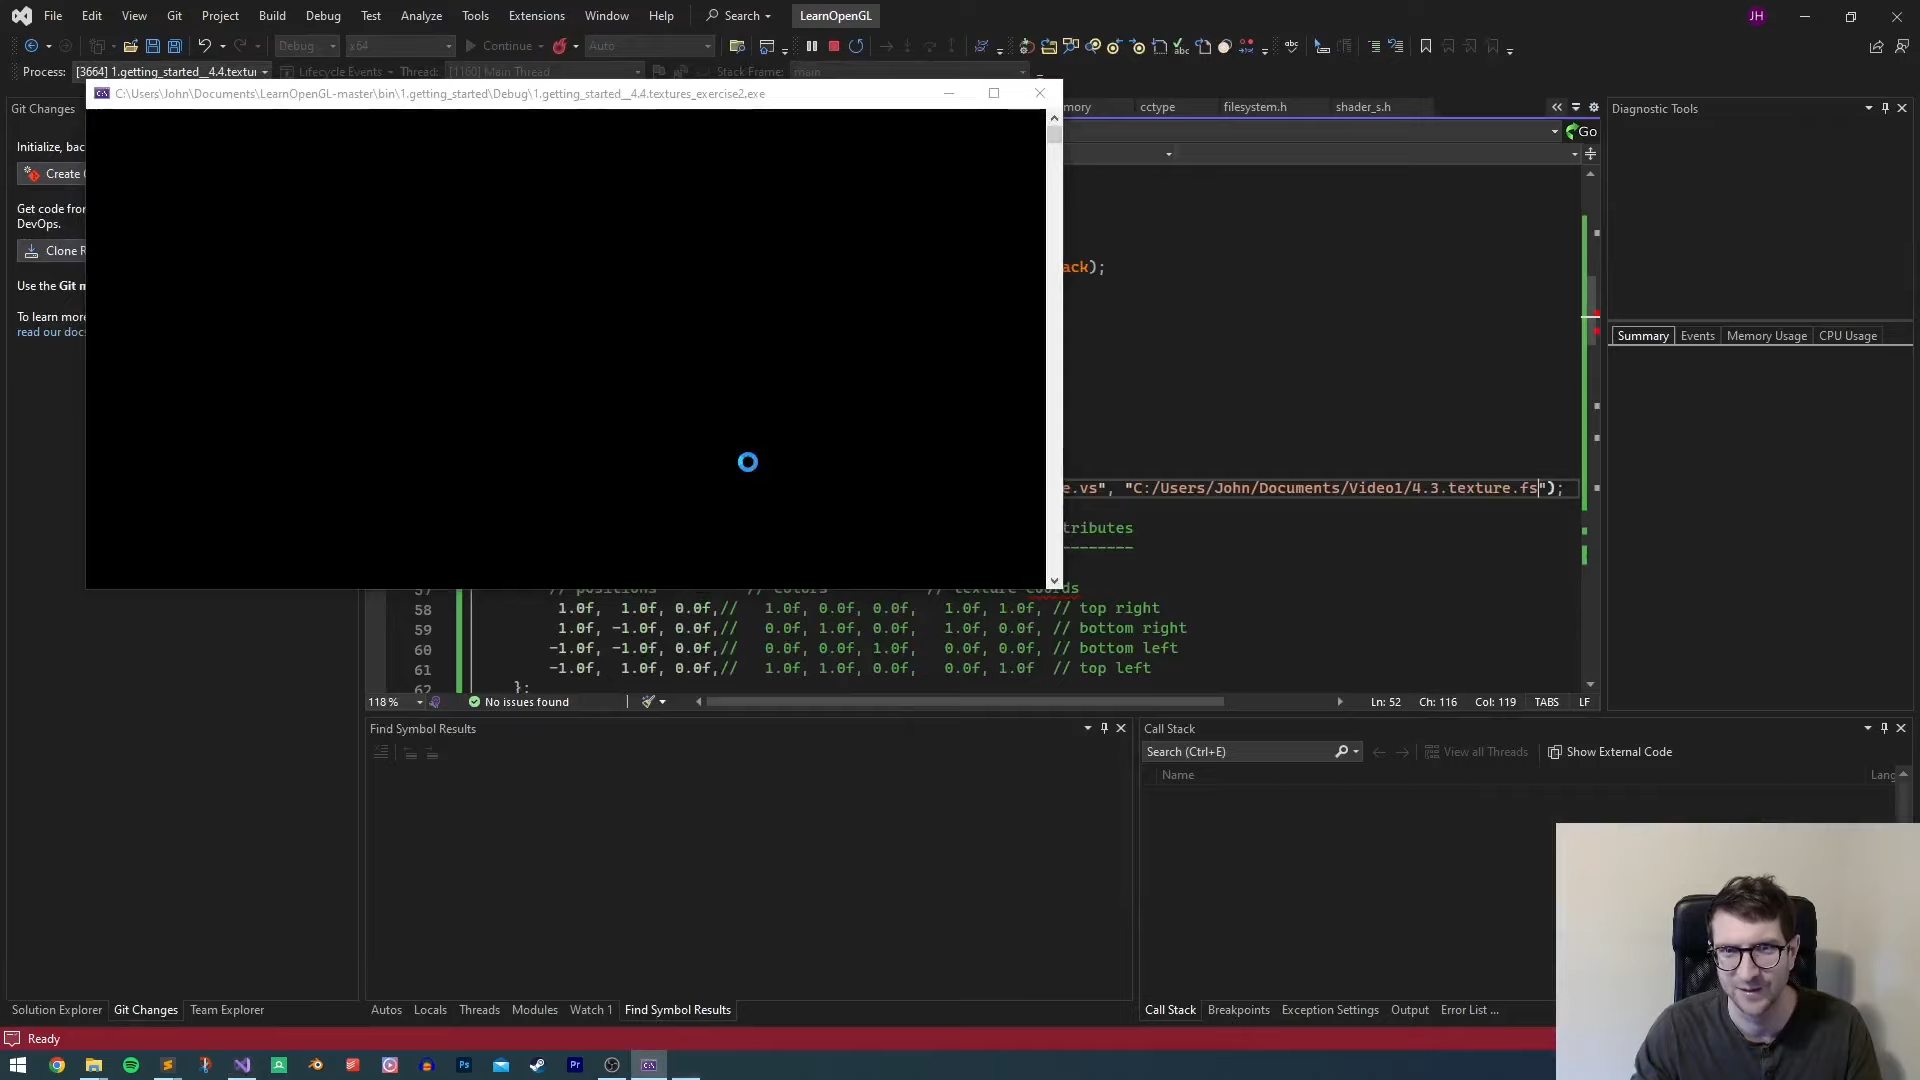 File Edit View Git Project Build Debug Test Analyze Tools Extensions Window Help Search LearnOpenGL JH
Debug x64 Continue Auto
Process: [3664] 1.getting_started__4.4.textu Lifecycle Events Thread: [1160] Main Thread Stack Frame: main
C:\Users\John\Documents\LearnOpenGL-master\bin\1.getting_started\Debug\1.getting_started__4.4.textures_exercise2.exe
Git Changes
mory cctype filesystem.h shader_s.h
Diagnostic Tools
Go
Initialize, bac
Create
Get code from
DevOps.
Clone R
Use the Git m
To learn more
read our docs
ack);
Summary Events Memory Usage CPU Usage
e.vs", "C:/Users/John/Documents/Video1/4.3.texture.fs");
tributes
--------
57 // positions // colors // texture coords
58 1.0f, 1.0f, 0.0f,// 1.0f, 0.0f, 0.0f, 1.0f, 1.0f, // top right
59 1.0f, -1.0f, 0.0f,// 0.0f, 1.0f, 0.0f, 1.0f, 0.0f, // bottom right
60 -1.0f, -1.0f, 0.0f,// 0.0f, 0.0f, 1.0f, 0.0f, 0.0f, // bottom left
61 -1.0f, 1.0f, 0.0f,// 1.0f, 1.0f, 0.0f, 0.0f, 1.0f // top left
62 };
118 % No issues found Ln: 52 Ch: 116 Col: 119 TABS LF
Find Symbol Results
Call Stack
Search (Ctrl+E) View all Threads Show External Code
Name Lang
Solution Explorer Git Changes Team Explorer
Autos Locals Threads Modules Watch 1 Find Symbol Results
Call Stack Breakpoints Exception Settings Output Error List ...
Ready